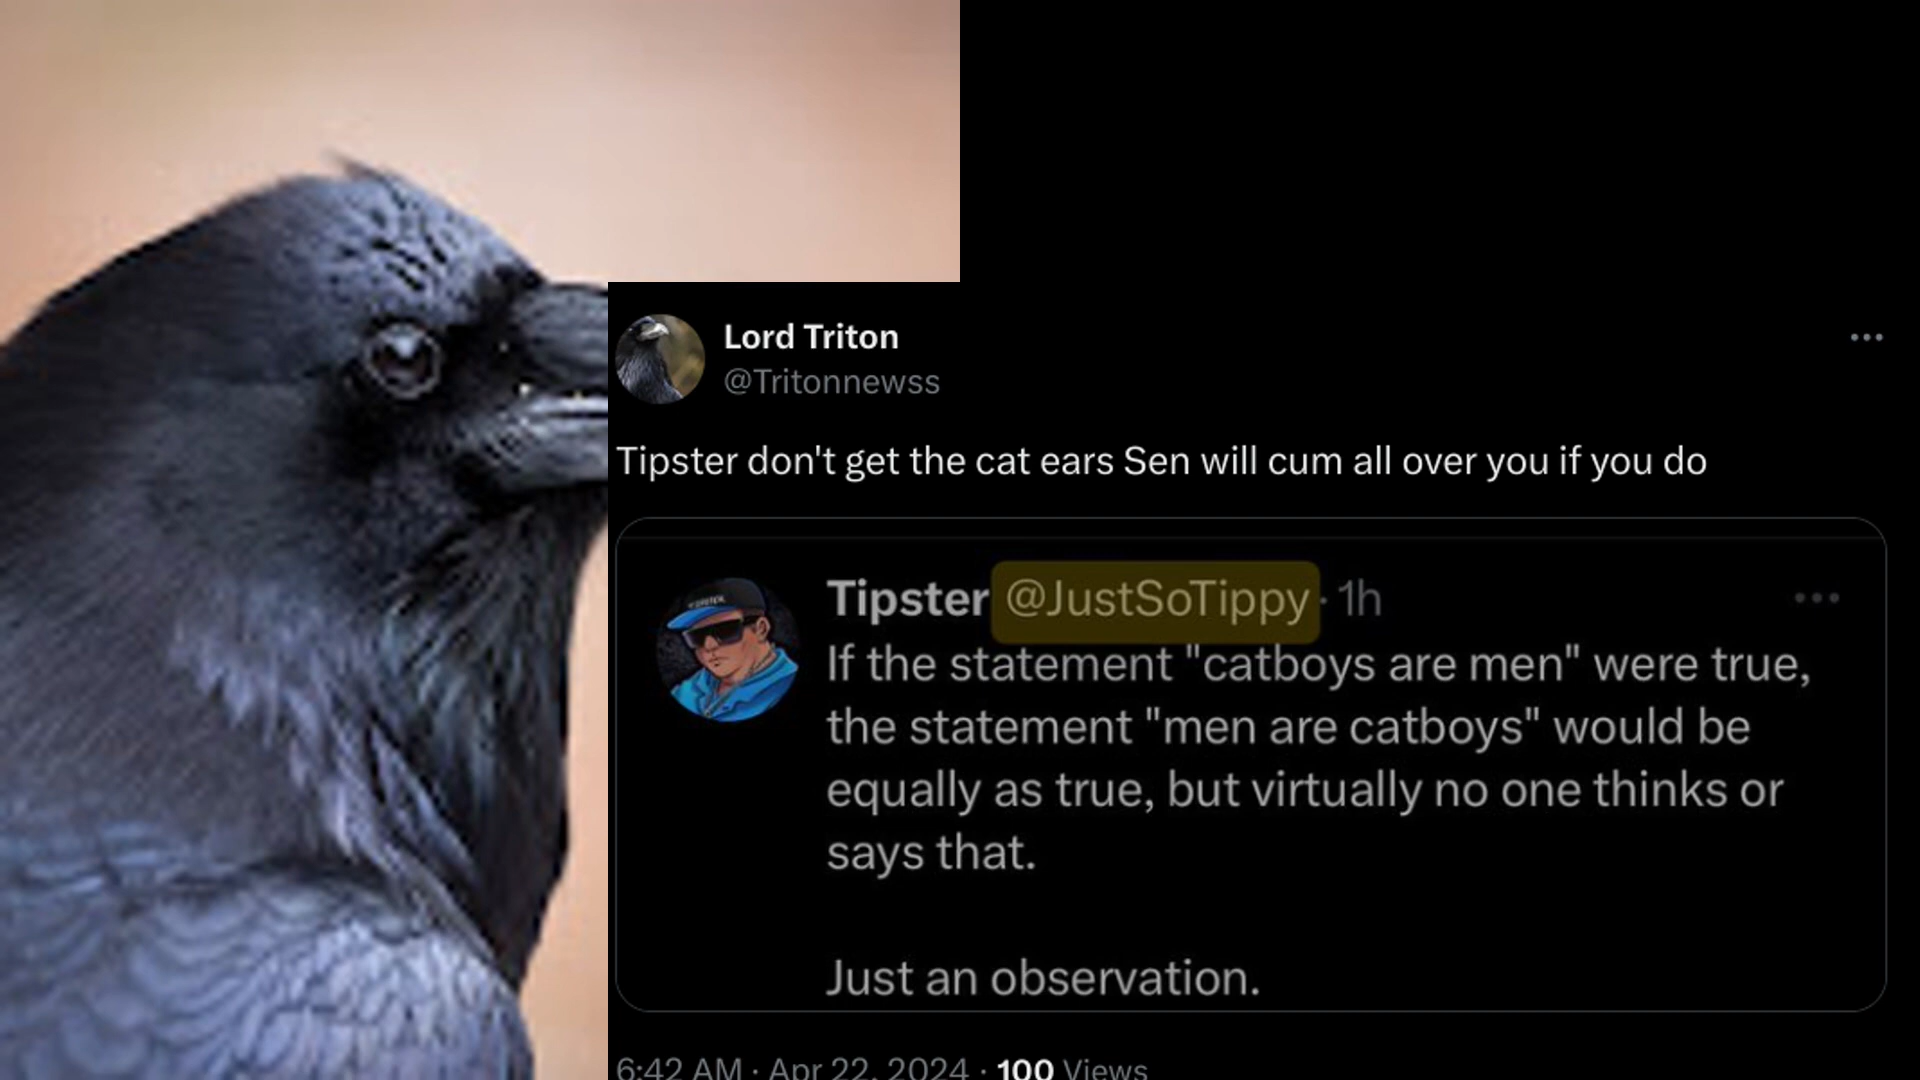 Lord Triton
@Tritonnewss
Tipster don't get the cat ears Sen will cum all over you if you do
Tipster @JustSoTippy · 1h
If the statement "catboys are men" were true,
the statement "men are catboys" would be
equally as true, but virtually no one thinks or
says that.
Just an observation.
6:42 AM · Apr 22, 2024 · 100 Views